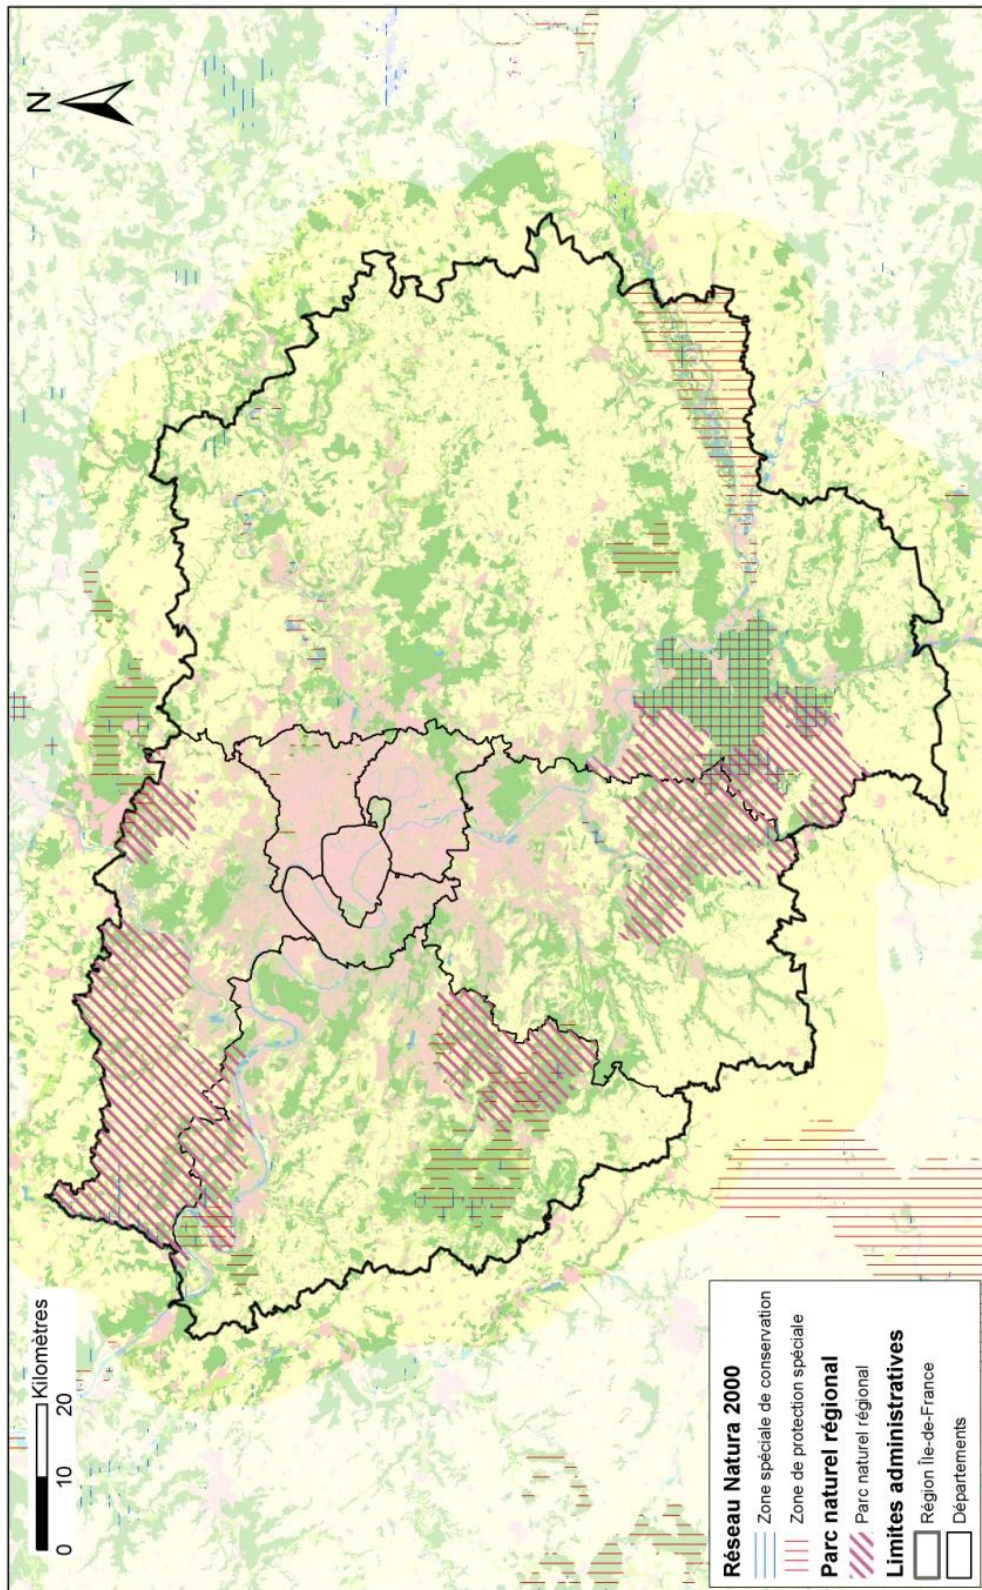 N
Kilomètres
0 10 20
Réseau Natura 2000
Zone spéciale de conservation
Zone de protection spéciale
Parc naturel régional
Parc naturel régional
Limites administratives
Région Île-de-France
Départements